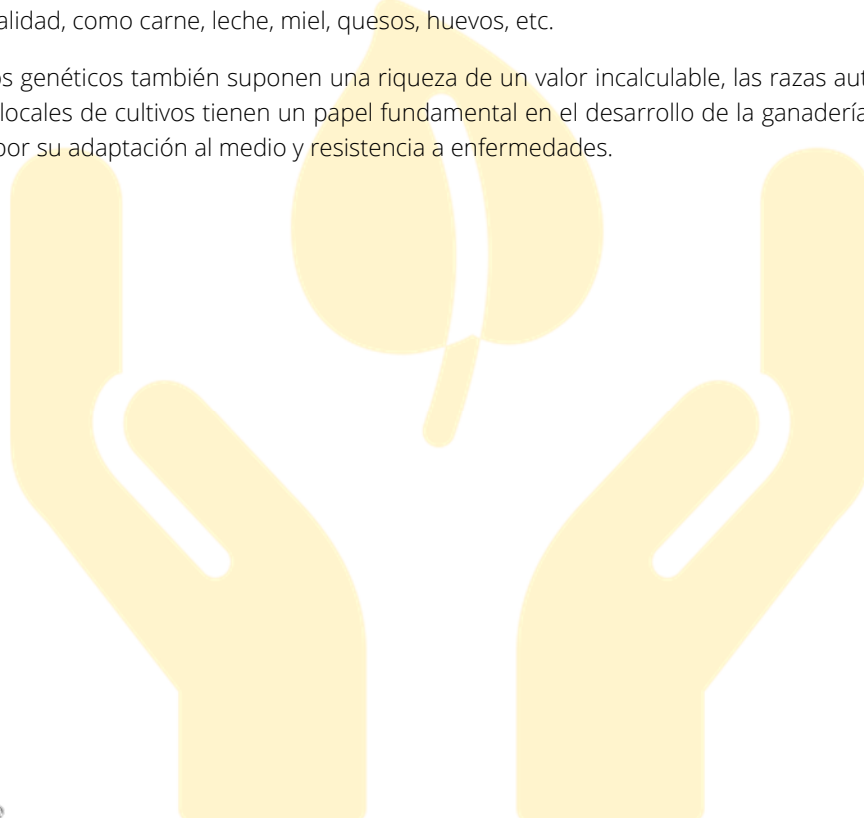 alidad, como carne, leche, miel, quesos, huevos, etc.
os genéticos también suponen una riqueza de un valor incalculable, las razas aut
locales de cultivos tienen un papel fundamental en el desarrollo de la ganadería
por su adaptación al medio y resistencia a enfermedades.